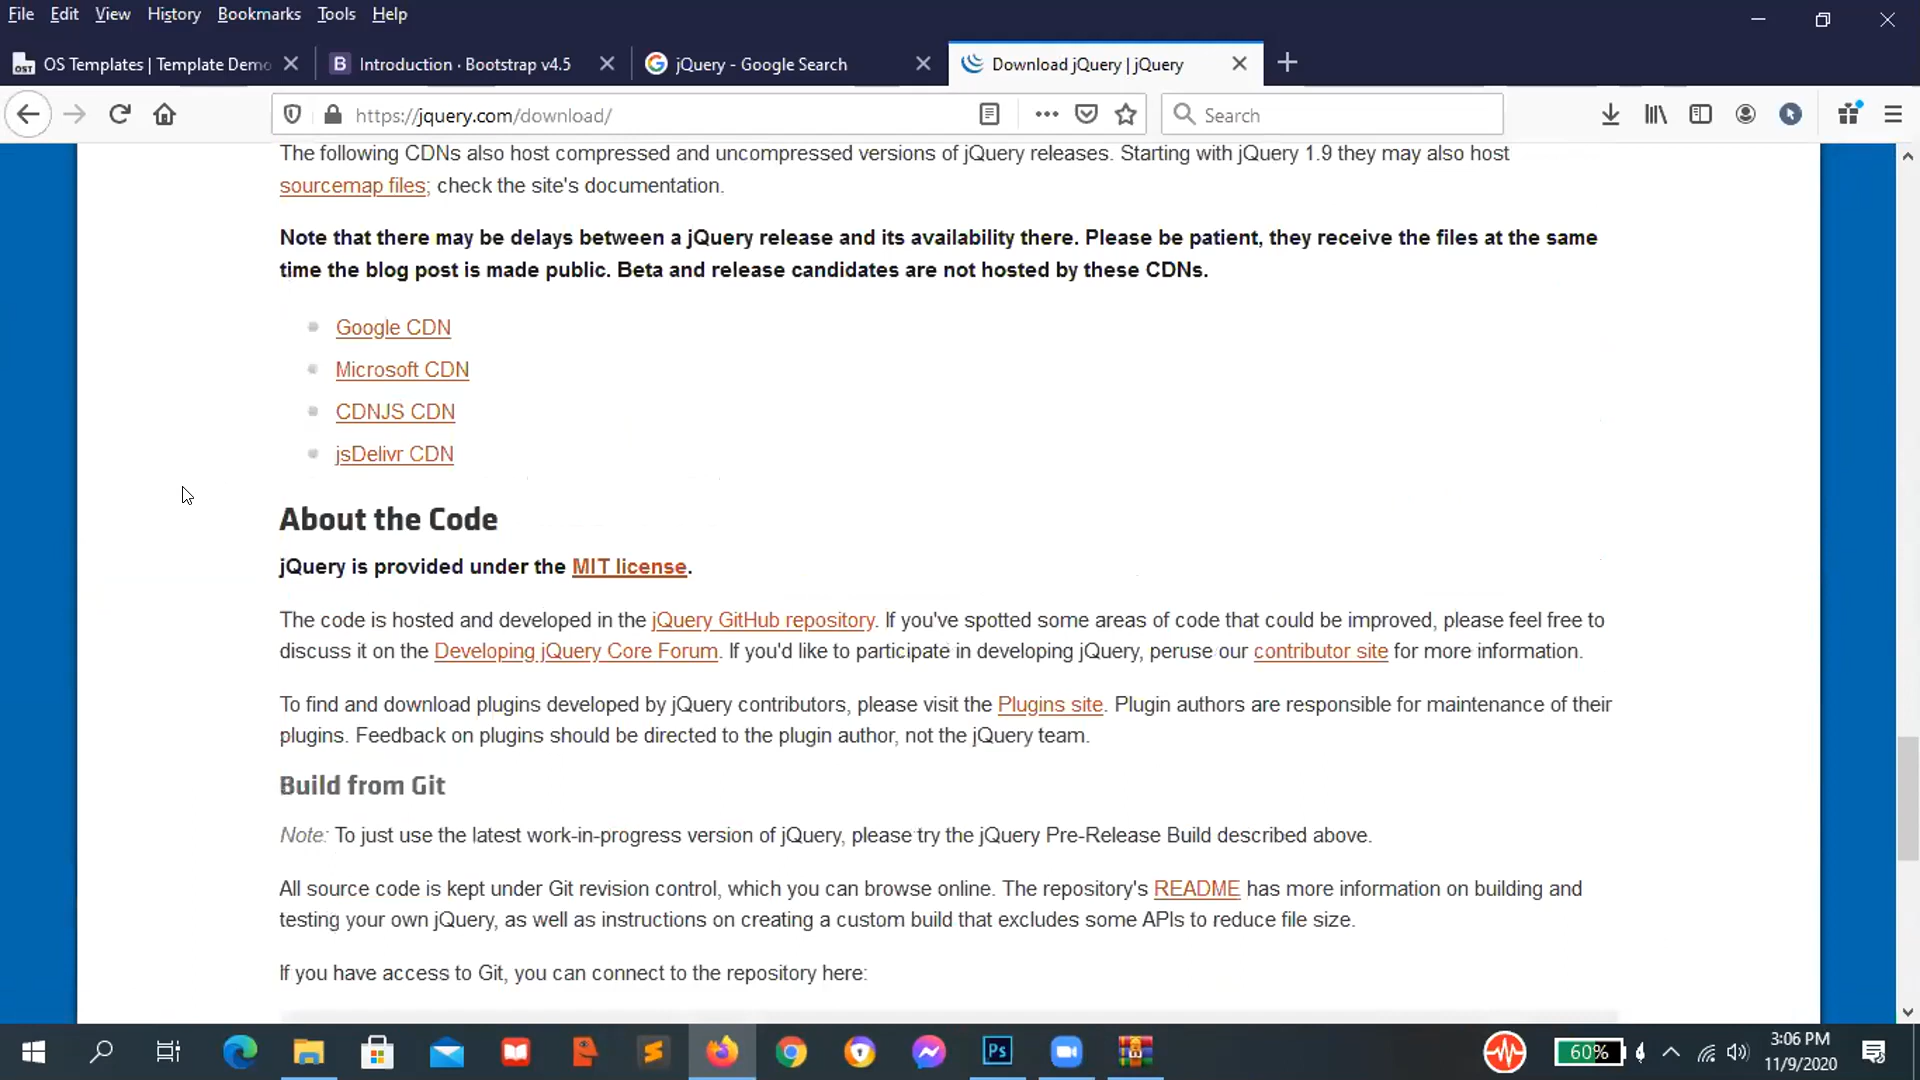 File Edit View History Bookmarks Tools Help
OST OS Templates | Template Demo
B Introduction · Bootstrap v4.5
jQuery - Google Search
Download jQuery | jQuery
https://jquery.com/download/
Search
The following CDNs also host compressed and uncompressed versions of jQuery releases. Starting with jQuery 1.9 they may also host
sourcemap files; check the site's documentation.
Note that there may be delays between a jQuery release and its availability there. Please be patient, they receive the files at the same
time the blog post is made public. Beta and release candidates are not hosted by these CDNs.
Google CDN
Microsoft CDN
CDNJS CDN
jsDelivr CDN
About the Code
jQuery is provided under the MIT license.
The code is hosted and developed in the jQuery GitHub repository. If you've spotted some areas of code that could be improved, please feel free to
discuss it on the Developing jQuery Core Forum. If you'd like to participate in developing jQuery, peruse our contributor site for more information.
To find and download plugins developed by jQuery contributors, please visit the Plugins site. Plugin authors are responsible for maintenance of their
plugins. Feedback on plugins should be directed to the plugin author, not the jQuery team.
Build from Git
Note: To just use the latest work-in-progress version of jQuery, please try the jQuery Pre-Release Build described above.
All source code is kept under Git revision control, which you can browse online. The repository's README has more information on building and
testing your own jQuery, as well as instructions on creating a custom build that excludes some APIs to reduce file size.
If you have access to Git, you can connect to the repository here:
Ps
60%
3:06 PM
11/9/2020